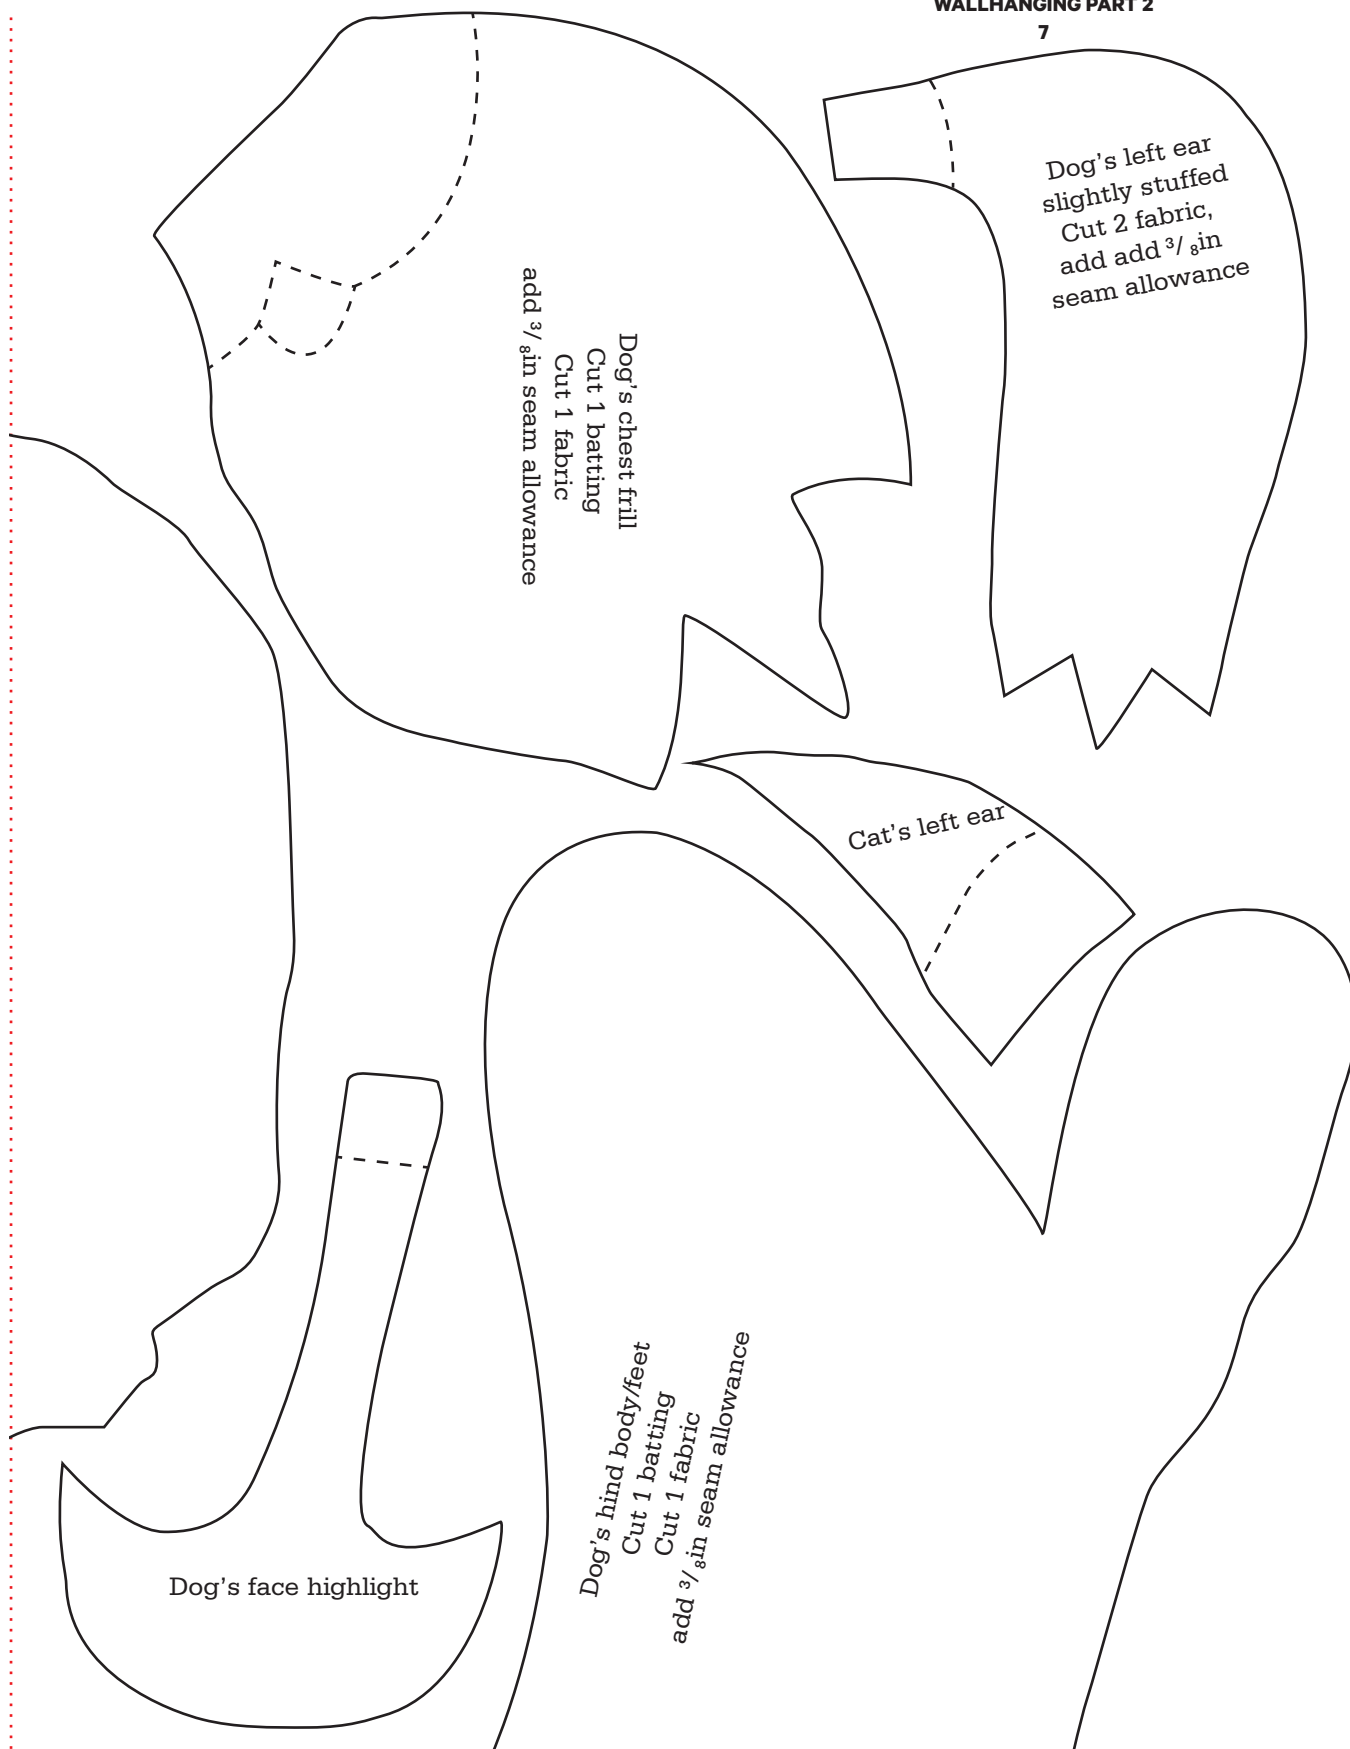 WALLHANGING PART 2
7
Dog's left ear
slightly stuffed
Cut 2 fabric,
add add 3/8in
seam allowance
Dog's chest frill
Cut 1 batting
Cut 1 fabric
add 3/8in seam allowance
Cat's left ear
Dog's hind body/feet
Cut 1 batting
Cut 1 fabric
add 3/8in seam allowance
Dog's face highlight